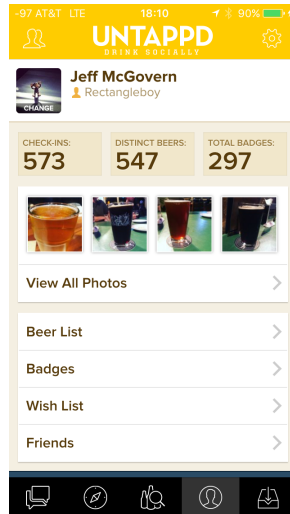 -97 AT&T LTE 18:10 90%
UNTAPPD
DRINK SOCIALLY
Jeff McGovern
Rectangleboy
CHANGE
CHECK-INS: DISTINCT BEERS: TOTAL BADGES:
573 547 297
View All Photos
Beer List
Badges
Wish List
Friends